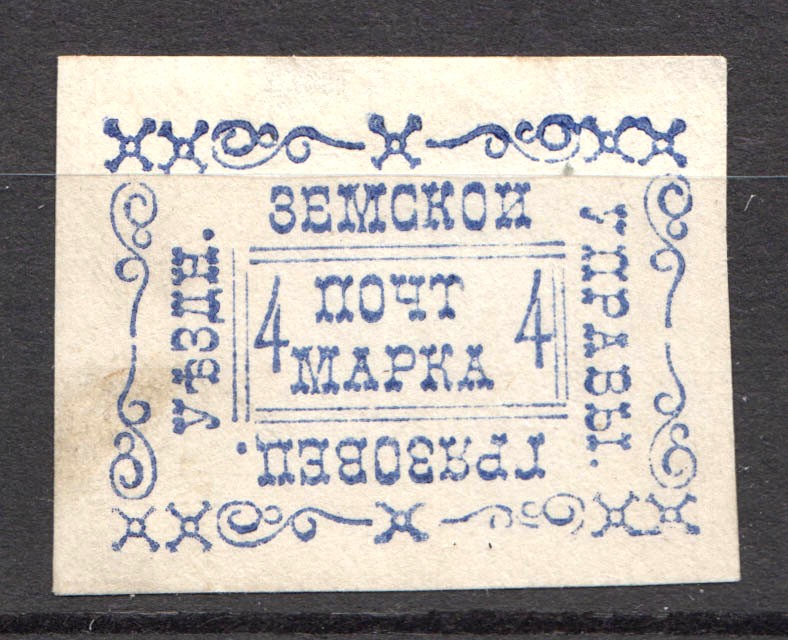 ГРЯЗОВЕЦ.
УѢЗДН.
ЗЕМСКОЙ
УПРАВЫ.
4 ПОЧТ 4
МАРКА